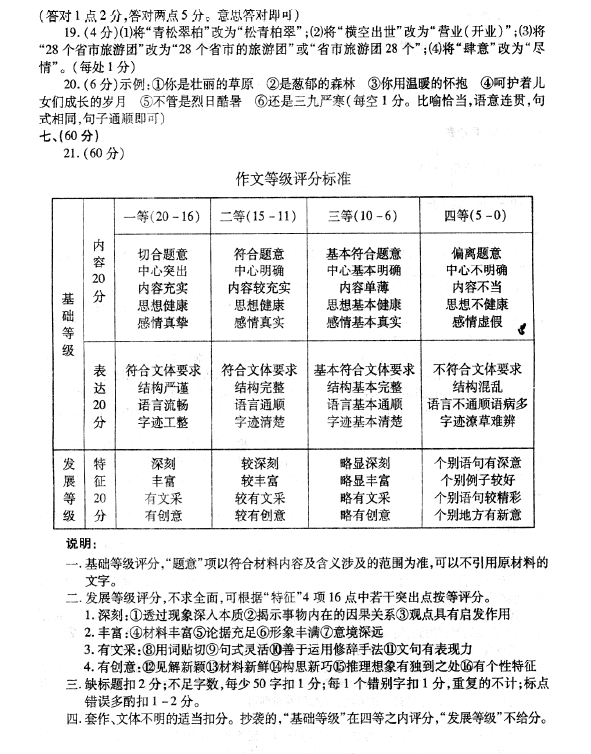 (答对1点2分,答对两点5分。意思答对即可)
19.(4分)(1)将“青松翠柏”改为“松青柏翠”;(2)将“横空出世”改为“营业(开业)”;(3)将
“28个省市旅游团”改为“28个省市的旅游团”或“省市旅游团28个”;(4)将“肆意”改为“尽
情”。(每处1分)
20.(6分)示例:①你是壮丽的草原 ②是葱郁的森林 ③你用温暖的怀抱 ④呵护着儿
女们成长的岁月 ⑤不管是烈日酷暑 ⑥还是三九严寒(每空1分。比喻恰当,语意连贯,句
式相同,句子通顺即可)
七、(60分)
21.(60分)
作文等级评分标准
一等(20-16) 二等(15-11) 三等(10-6) 四等(5-0)
基础等级
内容20分
切合题意 符合题意 基本符合题意 偏离题意
中心突出 中心明确 中心基本明确 中心不明确
内容充实 内容较充实 内容单薄 内容不当
思想健康 思想健康 思想基本健康 思想不健康
感情真挚 感情真实 感情基本真实 感情虚假
表达20分
符合文体要求 符合文体要求 基本符合文体要求 不符合文体要求
结构严谨 结构完整 结构基本完整 结构混乱
语言流畅 语言通顺 语言基本通顺 语言不通顺语病多
字迹工整 字迹清楚 字迹基本清楚 字迹潦草难辨
发展等级
特征20分
深刻 较深刻 略显深刻 个别语句有深意
丰富 较丰富 略显丰富 个别例子较好
有文采 较有文采 略有文采 个别语句较精彩
有创意 较有创意 略有创意 个别地方有新意
说明:
一.基础等级评分,“题意”项以符合材料内容及含义涉及的范围为准,可以不引用原材料的
文字。
二.发展等级评分,不求全面,可根据“特征”4项16点中若干突出点按等评分。
1.深刻:①透过现象深入本质②揭示事物内在的因果关系③观点具有启发作用
2.丰富:④材料丰富⑤论据充足⑥形象丰满⑦意境深远
3.有文采:⑧用词贴切⑨句式灵活⑩善于运用修辞手法⑪文句有表现力
4.有创意:⑫见解新颖⑬材料新鲜⑭构思新巧⑮推理想象有独到之处⑯有个性特征
三.缺标题扣2分;不足字数,每少50字扣1分;每1个错别字扣1分,重复的不计;标点
错误多酌扣1-2分。
四.套作、文体不明的适当扣分。抄袭的,“基础等级”在四等之内评分,“发展等级”不给分。